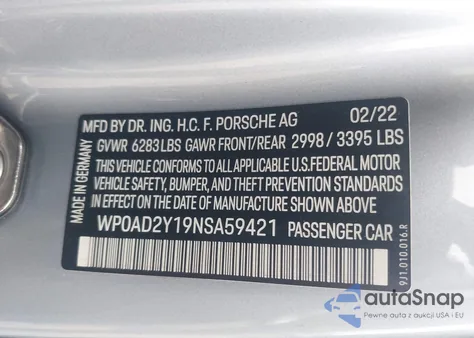 MFD BY DR. ING. H.C. F. PORSCHE AG 02/22
GVWR 6283 LBS GAWR FRONT/REAR 2998 / 3395 LBS
THIS VEHICLE CONFORMS TO ALL APPLICABLE U.S. FEDERAL MOTOR
VEHICLE SAFETY, BUMPER, AND THEFT PREVENTION STANDARDS
IN EFFECT ON THE DATE OF MANUFACTURE SHOWN ABOVE.
WP0AD2Y19NSA59421 PASSENGER CAR
MADE IN GERMANY
9J1.010.016.R
autaSnap
Pewne auta z aukcji USA i EU